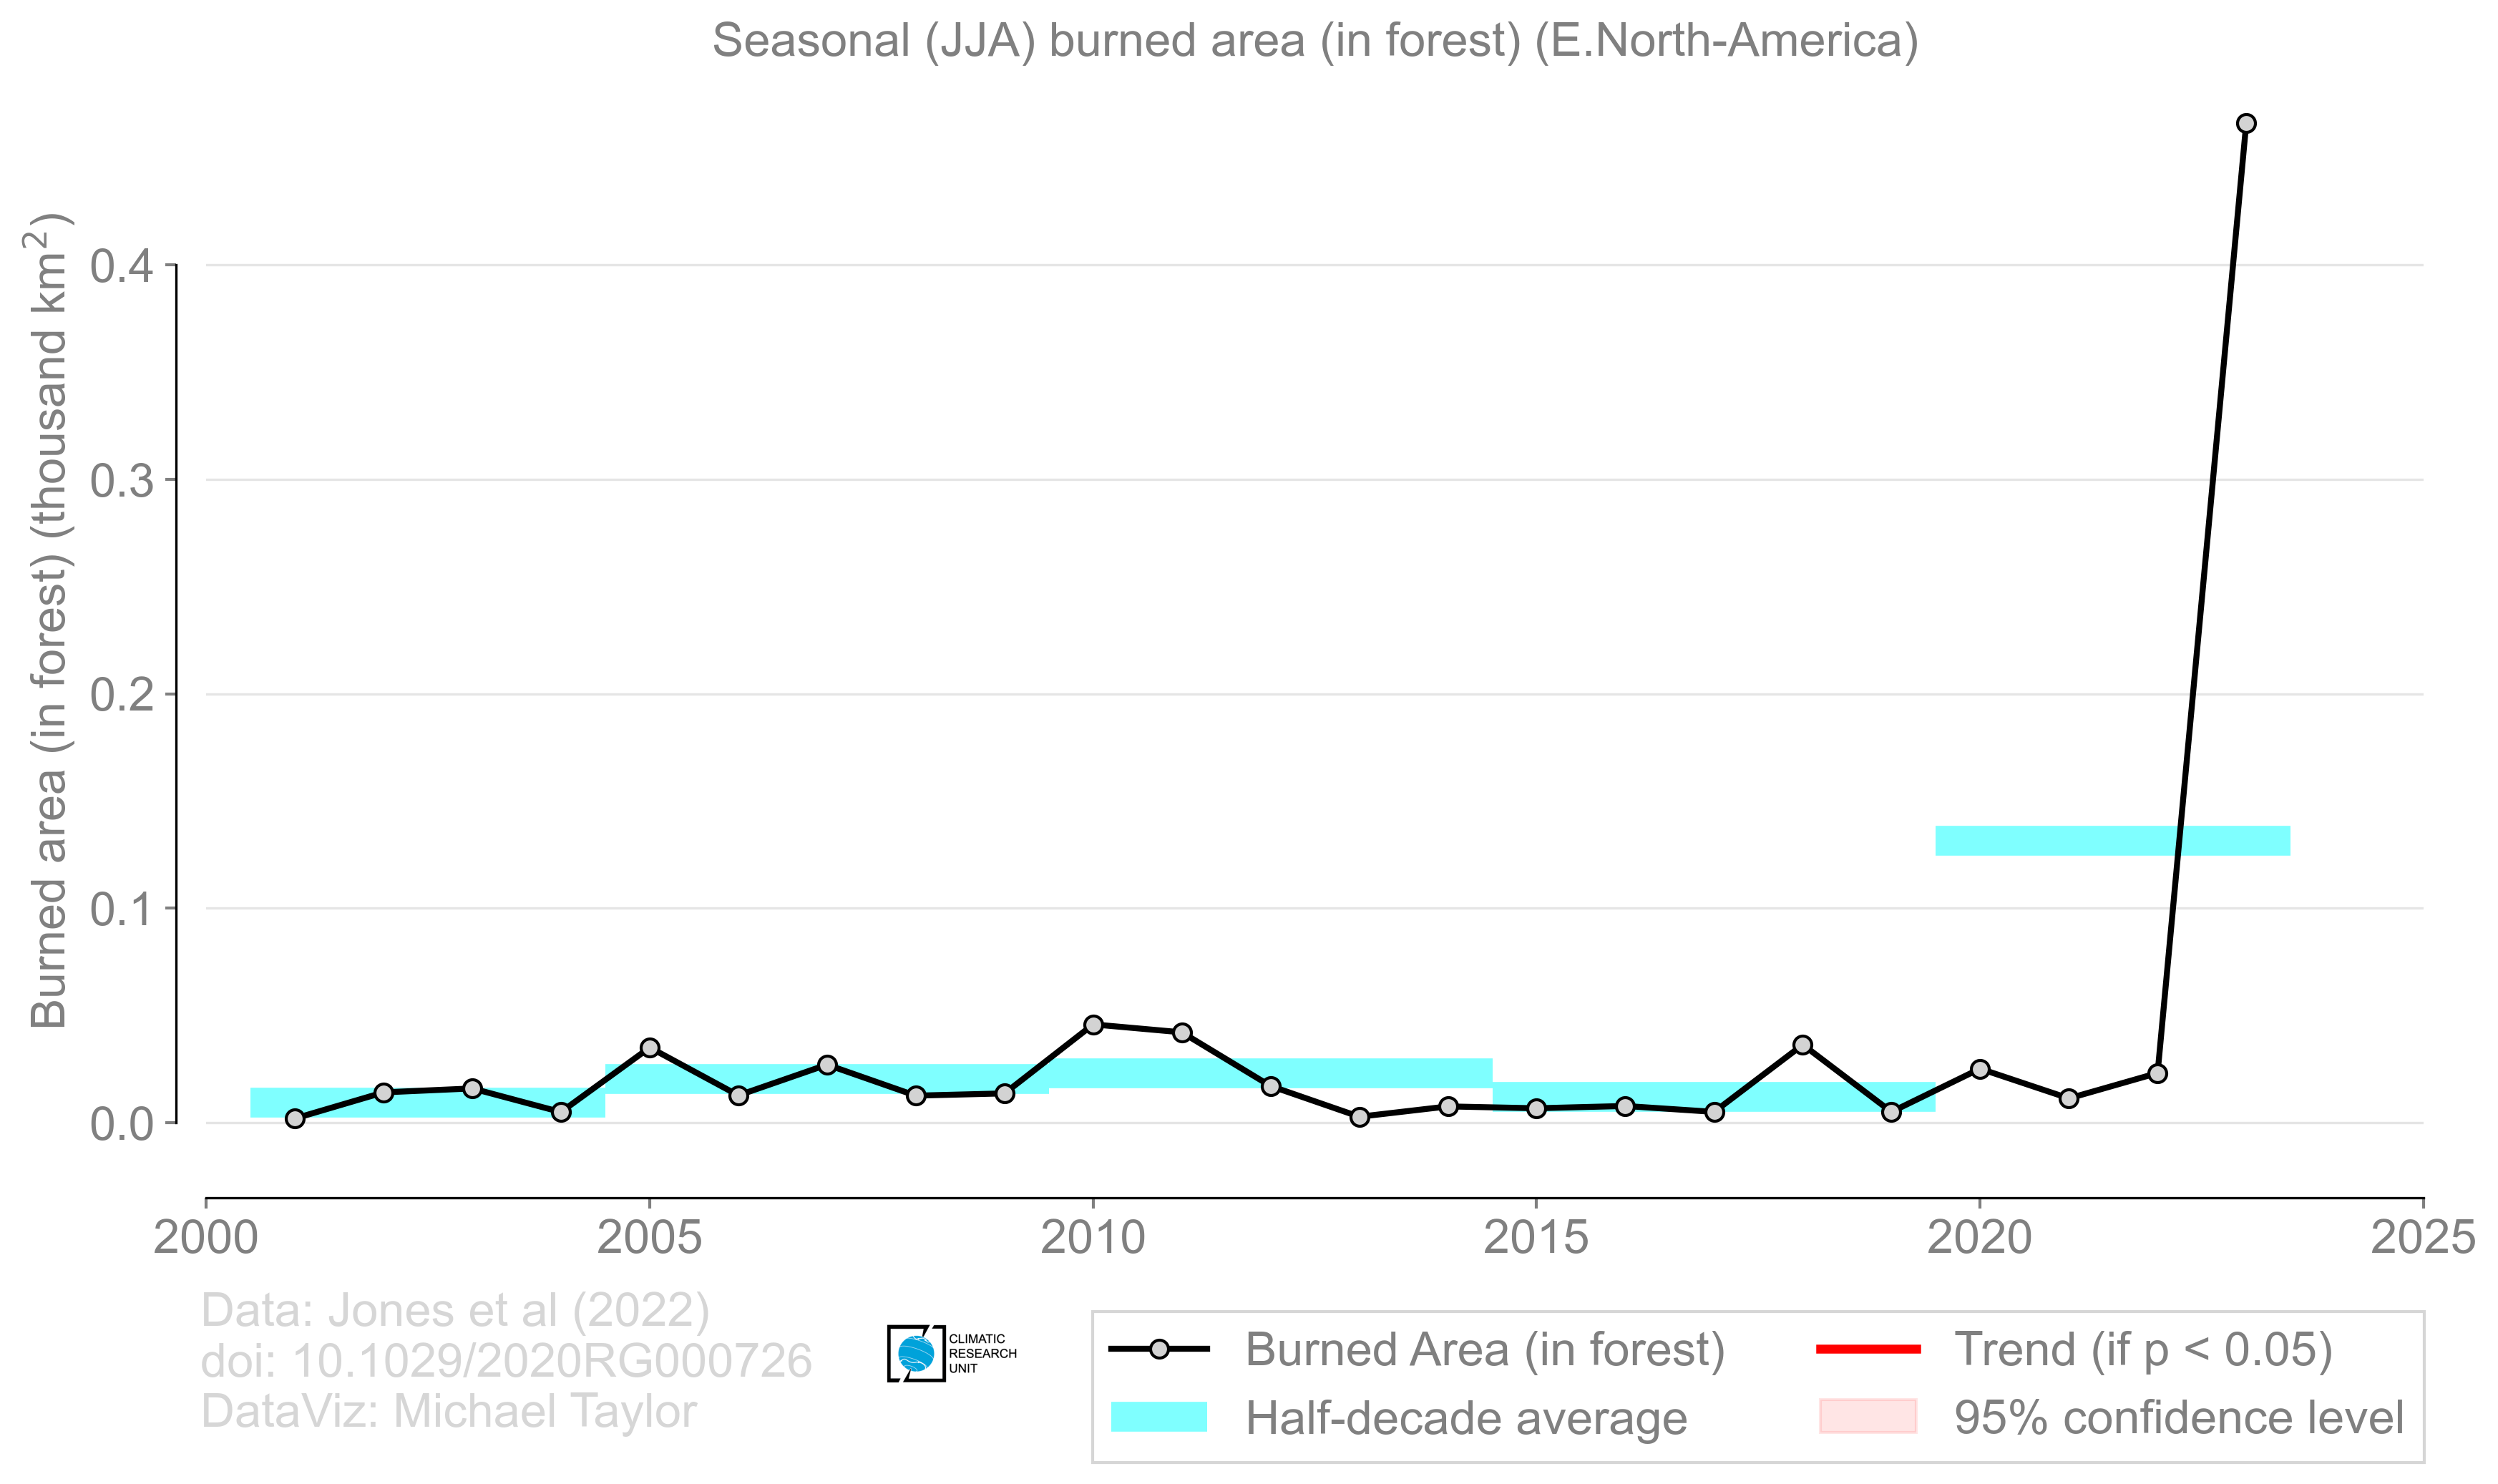 Seasonal (JJA) burned area (in forest) (E.North-America)
Burned area (in forest) (thousand km²)
0.4
0.3
0.2
0.1
0.0
2000
2005
2010
2015
2020
2025
Data: Jones et al (2022)
doi: 10.1029/2020RG000726
DataViz: Michael Taylor
CLIMATIC
RESEARCH
UNIT
Burned Area (in forest)
Half-decade average
Trend (if p < 0.05)
95% confidence level